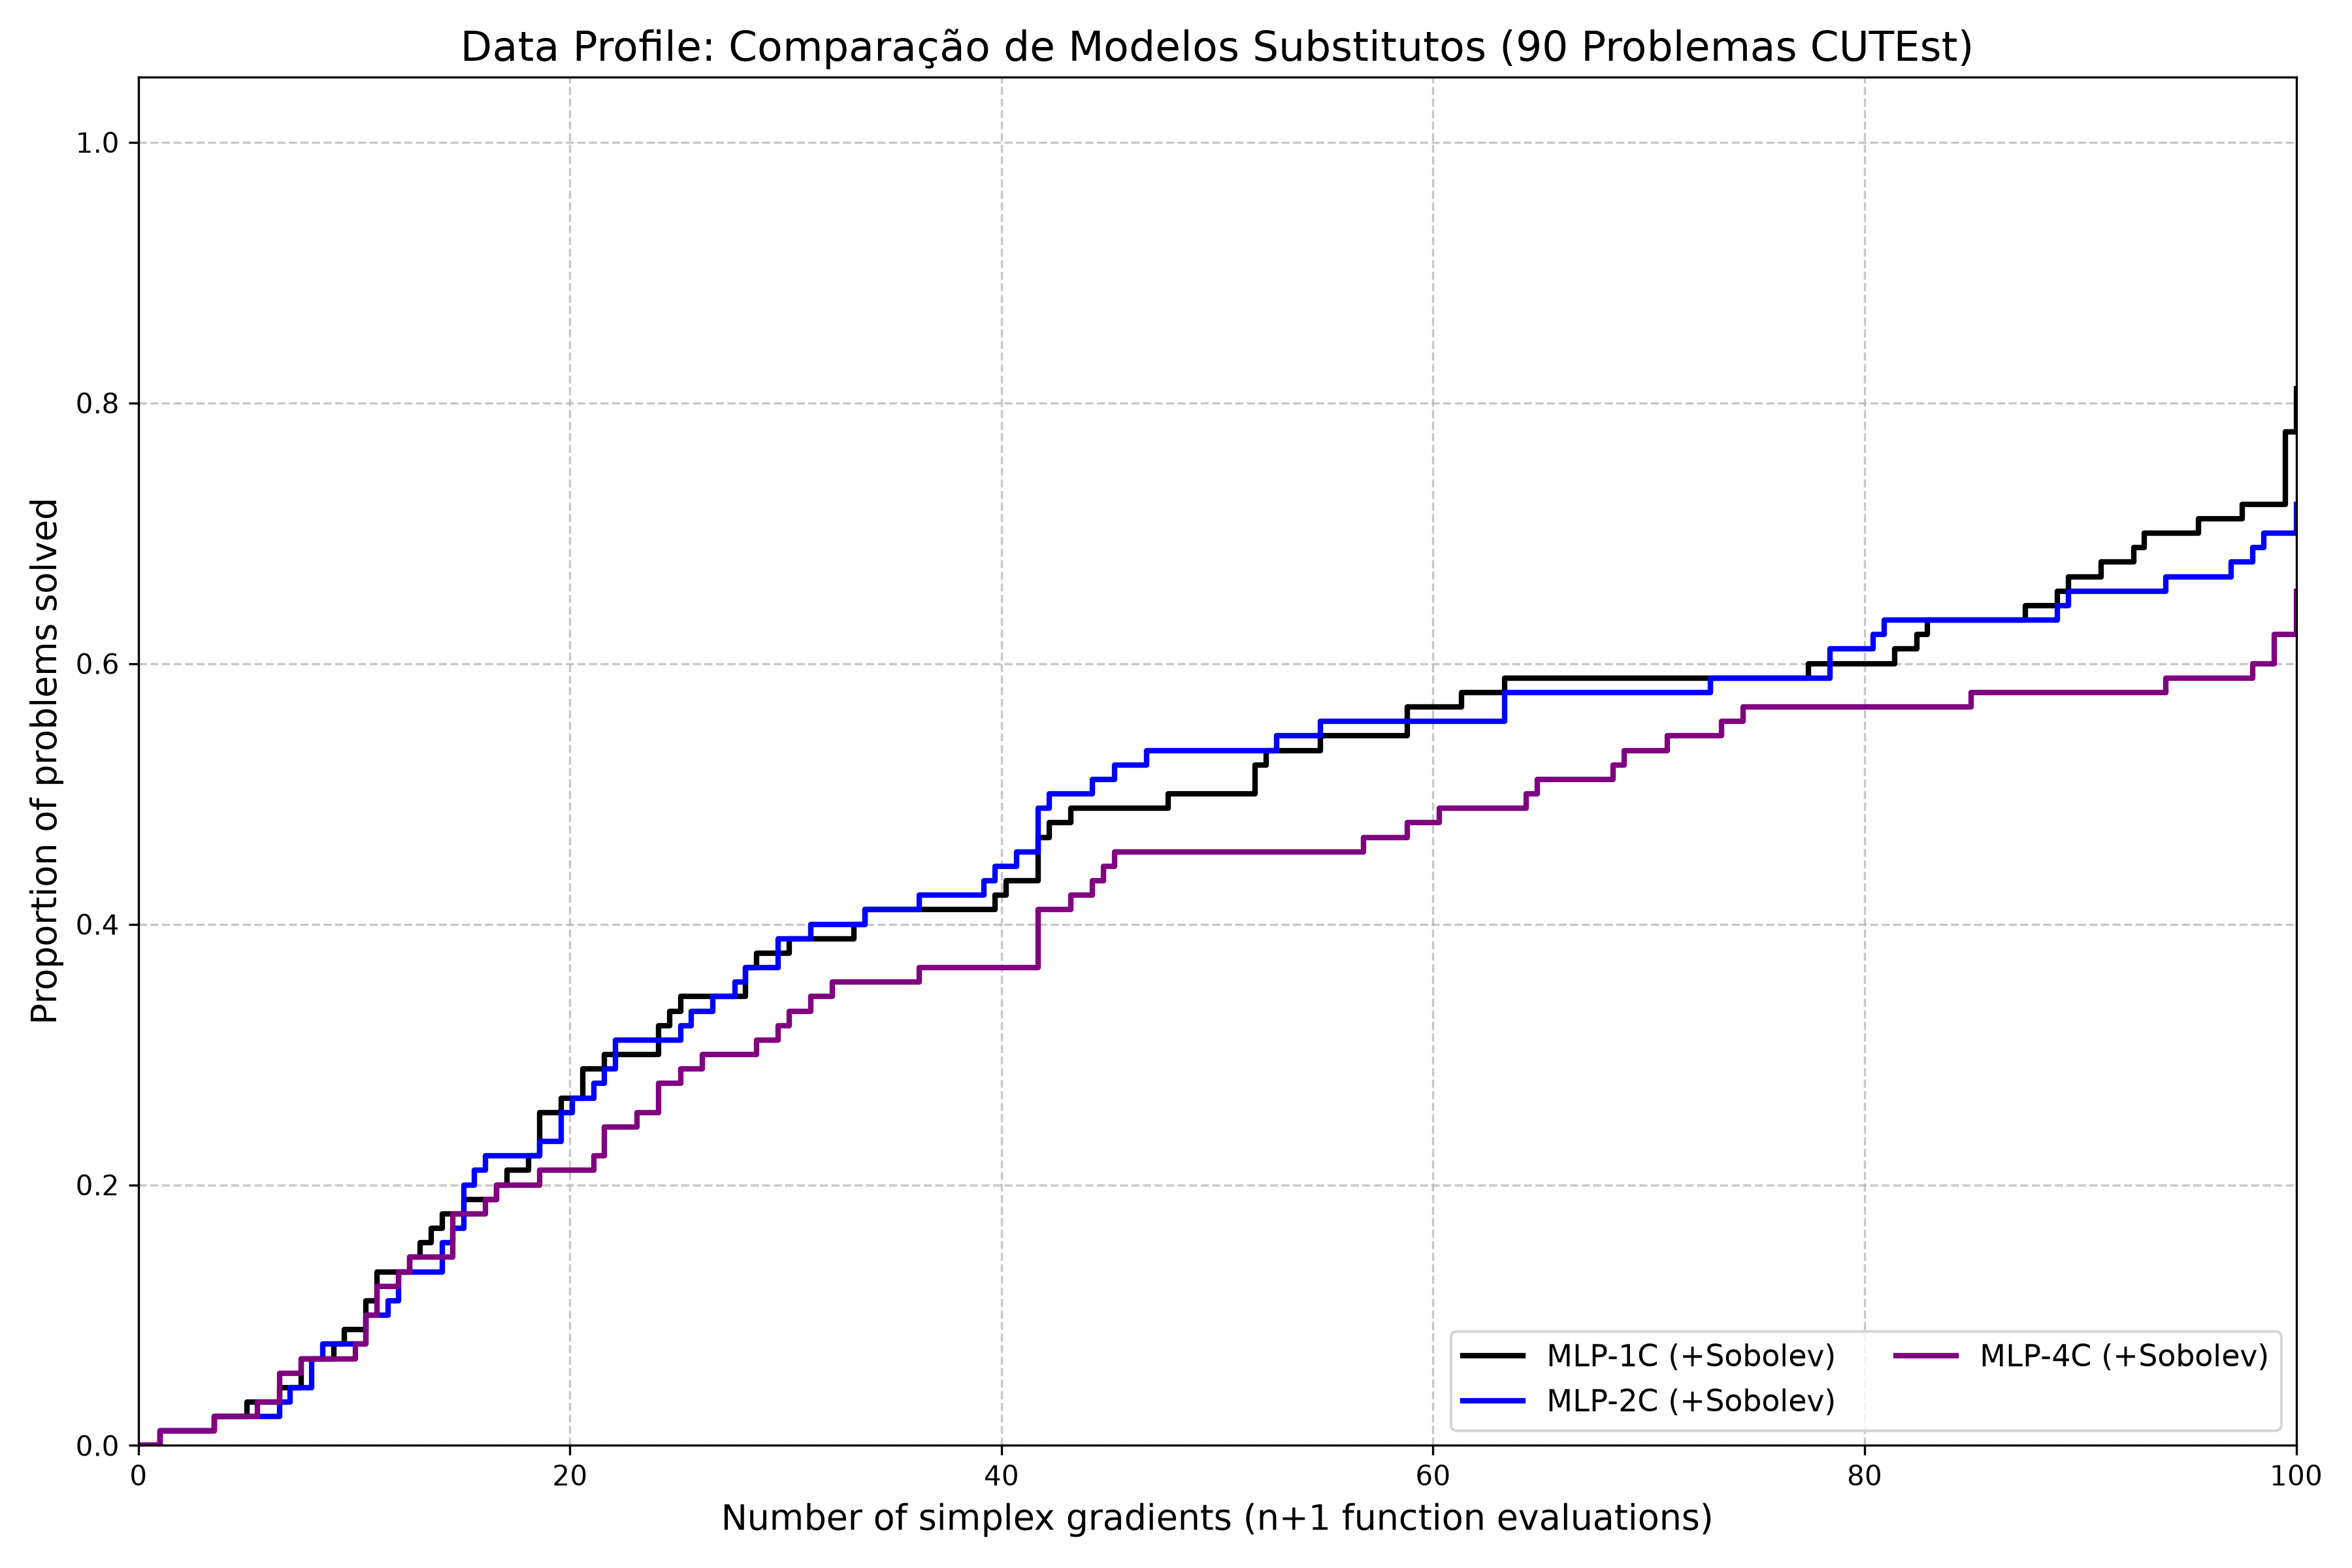 Data Profile: Comparação de Modelos Substitutos (90 Problemas CUTEst)
Proportion of problems solved
1.0
0.8
0.6
0.4
0.2
0.0
0 20 40 60 80 100
Number of simplex gradients (n+1 function evaluations)
MLP-1C (+Sobolev)
MLP-2C (+Sobolev)
MLP-4C (+Sobolev)